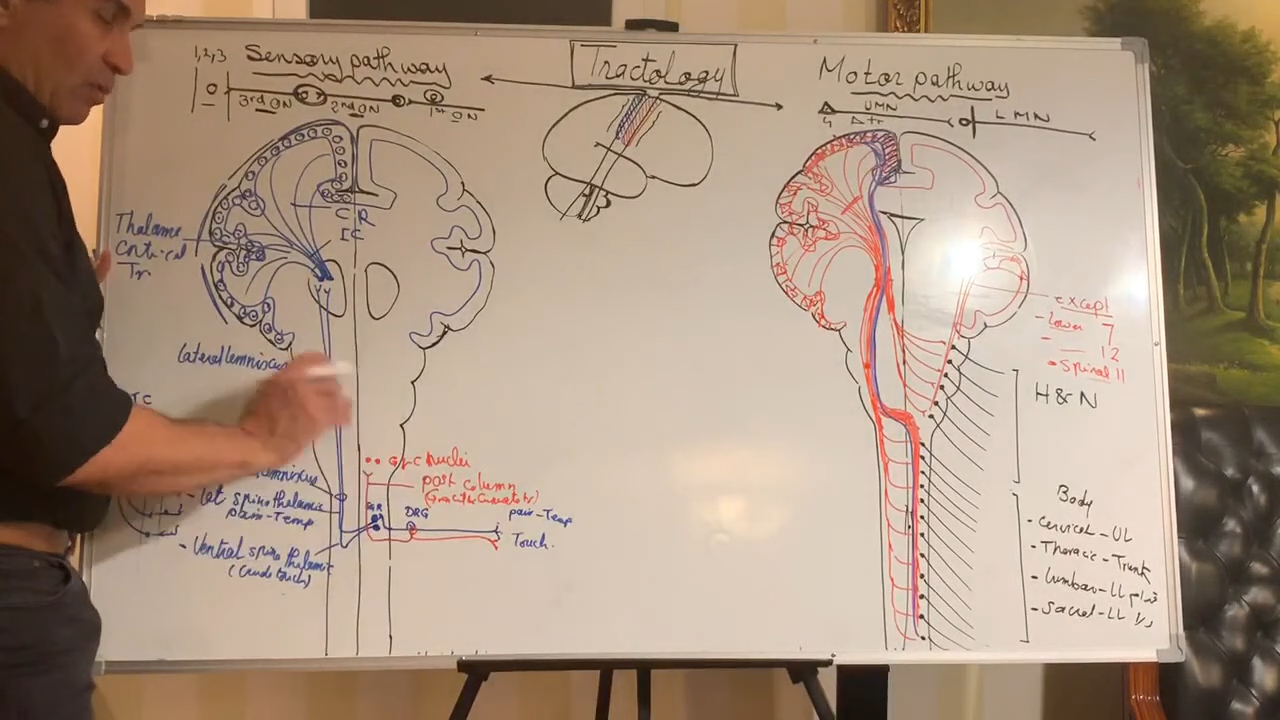 1,2,3 Sensory pathway
3rd ON 2nd ON 1st ON
Tractology
Motor pathway
UMN LMN
C R
IC
Thalamo
Cortical
Tr
Lateral lemniscus
lemniscus
- Lat spinothalamic
pain-Temp
- Ventral spinothalamic
(Crude touch)
G + C nuclei
post column
SGR
DRG
pain-Temp
Touch.
except
- lower 7
- 12
• Spinal 11
H&N
Body
- Cervical - UL
- Thoracic - Trunk
- lumbar - LL
- Sacral - LL